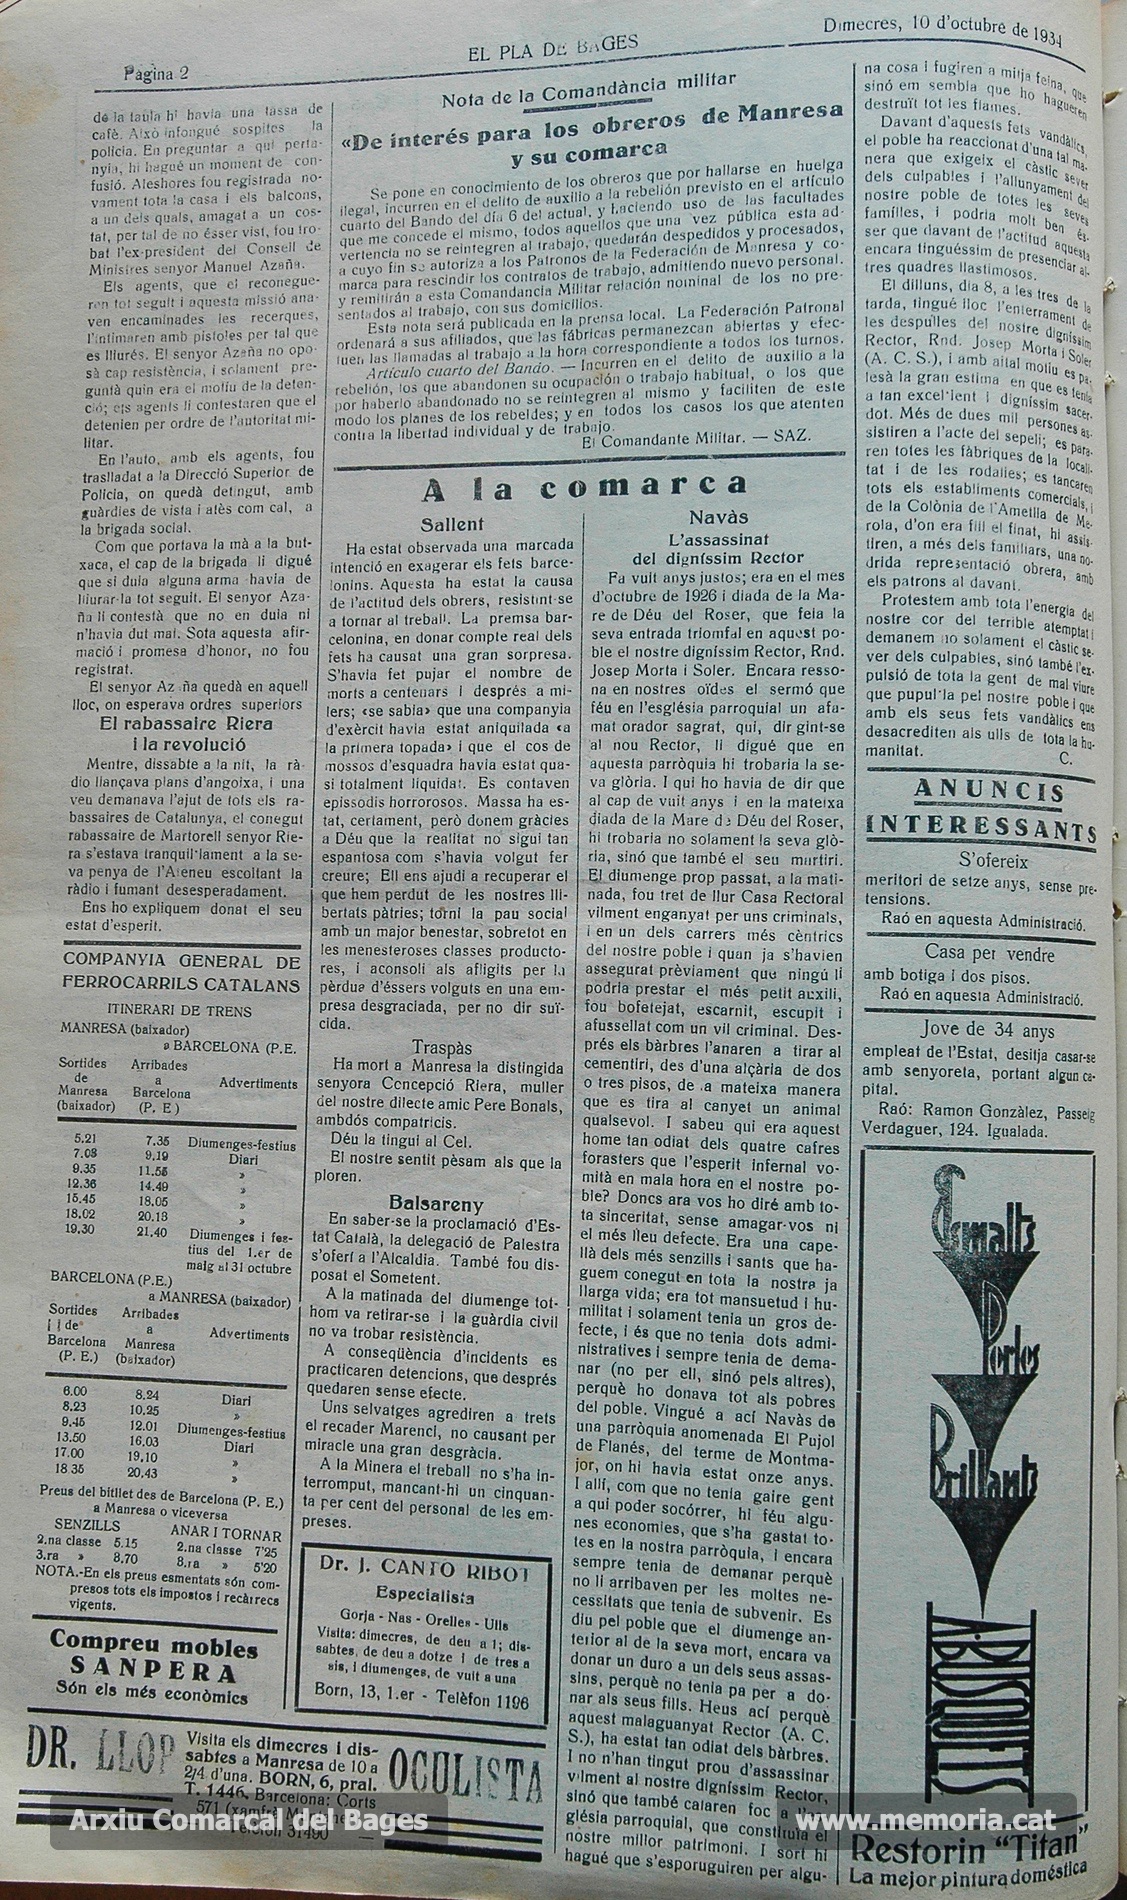 Pàgina 2
EL PLA DE BAGES
Dimecres, 10 d'octubre de 1934
de la taula hi havia una tassa de
cafè. Això infongué sospites la
policia. En preguntar a qui perta-
nyia, hi hagué un moment de con-
fusió. Aleshores fou registrada no-
vament tota la casa i els balcons,
a un dels quals, amagat a un cos-
tat, per tal de no ésser vist, fou tro-
bat l'ex-president del Consell de
Ministres senyor Manuel Azaña.
Els agents, que el reconegue-
ren tot seguit i aquesta missió ana-
ven encaminades les recerques,
l'intimaren amb pistoles per tal que
es lliurés. El senyor Azaña no opo-
sà cap resistència, i solament pre-
guntà quin era el motiu de la deten-
ció; els agents li contestaren que el
detenien per ordre de l'autoritat mi-
litar.
En l'auto, amb els agents, fou
traslladat a la Direcció Superior de
Policia, on quedà detingut, amb
guàrdies de vista i atès com cal, a
la brigada social.
Com que portava la mà a la but-
xaca, el cap de la brigada li digué
que si duia alguna arma havia de
lliurar-la tot seguit. El senyor Aza-
ña li contestà que no en duia ni
n'havia dut mai. Sota aquesta afir-
mació i promesa d'honor, no fou
registrat.
El senyor Az ña quedà en aquell
lloc, on esperava ordres superiors
El rabassaire Riera
i la revolució
Mentre, dissabte a la nit, la rà-
dio llançava plans d'angoixa, i una
veu demanava l'ajut de tots els ra-
bassaires de Catalunya, el conegut
rabassaire de Martorell senyor Rie-
ra s'estava tranquil'lament a la se-
va penya de l'Ateneu escoltant la
ràdio i fumant desesperadament.
Ens ho expliquem donat el seu
estat d'esperit.
COMPANYIA GENERAL DE
FERROCARRILS CATALANS
ITINERARI DE TRENS
MANRESA (baixador)
a BARCELONA (P.E.
Sortides de Manresa (baixador) Arribades a Barcelona (P. E) Advertiments
5.21 7.35 Diumenges-festius
7.08 9.19 Diari
9.35 11.55 »
12.36 14.49 »
15.45 18.05 »
18.02 20.13 »
19.30 21.40 Diumenges i fes-
tius del 1.er de
maig al 31 octubre
BARCELONA (P.E.)
a MANRESA (baixador)
Sortides de Barcelona (P. E.) Arribades a Manresa (baixador) Advertiments
6.00 8.24 Diari
8.23 10.25 »
9.45 12.01 Diumenges-festius
13.50 16,03 Diari
17.00 19,10 »
18 35 20,43 »
Preus del bitllet des de Barcelona (P. E.)
a Manresa o viceversa
SENZILLS ANAR I TORNAR
2.na classe 5.15 2.na classe 7'25
3.ra » 8,70 8.ra » 5'20
NOTA.-En els preus esmentats són com-
presos tots els impostos i recàrrecs
vigents.
Compreu mobles
SANPERA
Són els més econòmics
DR. LLOP
Visita els dimecres i dis-
sabtes a Manresa de 10 a
2/4 d'una. BORN, 6, pral.
T. 1446. Barcelona: Corts
571 (xamfrà
Telèfon 31490
OCULISTA
Nota de la Comandància militar
«De interés para los obreros de Manresa
y su comarca
Se pone en conocimiento de los obreros que por hallarse en huelga
ilegal, incurren en el delito de auxilio a la rebelión previsto en el artículo
cuarto del Bando del día 6 del actual, y haciendo uso de las facultades
que me concede el mismo, todos aquellos que una vez pública esta ad-
vertencia no se reintegren al trabajo, quedarán despedidos y procesados,
a cuyo fin se autoriza a los Patronos de la Federación de Manresa y co-
marca para rescindir los contratos de trabajo, admitiendo nuevo personal.
y remitirán a esta Comandancia Militar relación nominal de los no pre-
sentados al trabajo, con sus domicilios.
Esta nota será publicada en la prensa local. La Federación Patronal
ordenará a sus afiliados, que las fábricas permanezcan abiertas y efec-
tuen las llamadas al trabajo a la hora correspondiente a todos los turnos.
Artículo cuarto del Bando. — Incurren en el delito de auxilio a la
rebelión, los que abandonen su ocupación o trabajo habitual, o los que
por haberlo abandonado no se reintegren al mismo y faciliten de este
modo los planes de los rebeldes; y en todos los casos los que atenten
contra la libertad individual y de trabajo.
El Comandante Militar. — SAZ.
A la comarca
Sallent
Ha estat observada una marcada
intenció en exagerar els fets barce-
lonins. Aquesta ha estat la causa
de l'actitud dels obrers, resistint-se
a tornar al treball. La premsa bar-
celonina, en donar compte real dels
fets ha causat una gran sorpresa.
S'havia fet pujar el nombre de
morts a centenars i després a mi-
lers; «se sabia» que una companyia
d'exèrcit havia estat aniquilada «a
la primera topada» i que el cos de
mossos d'esquadra havia estat qua-
si totalment liquidat. Es contaven
epissodis horrorosos. Massa ha es-
tat, certament, però donem gràcies
a Déu que la realitat no sigui tan
espantosa com s'havia volgut fer
creure; Ell ens ajudi a recuperar el
que hem perdut de les nostres lli-
bertats pàtries; torni la pau social
amb un major benestar, sobretot en
les menesteroses classes producto-
res, i aconsoli als afligits per la
pèrdua d'éssers volguts en una em-
presa desgraciada, per no dir suï-
cida.
Traspàs
Ha mort a Manresa la distingida
senyora Concepció Riera, muller
del nostre dilecte amic Pere Bonals,
ambdós compatricis.
Déu la tingui al Cel.
El nostre sentit pèsam als que la
ploren.
Balsareny
En saber-se la proclamació d'Es-
tat Català, la delegació de Palestra
s'oferí a l'Alcaldia. També fou dis-
posat el Sometent.
A la matinada del diumenge tot-
hom va retirar-se i la guàrdia civil
no va trobar resistència.
A conseqüència d'incidents es
practicaren detencions, que després
quedaren sense efecte.
Uns selvatges agrediren a trets
el recader Marenci, no causant per
miracle una gran desgràcia.
A la Minera el treball no s'ha in-
terromput, mancant-hi un cinquan-
ta per cent del personal de les em-
preses.
Dr. J. CANTO RIBOT
Especialista
Gorja - Nas - Orelles - Ulls
Visita: dimecres, de deu a 1; dis-
sabtes, de deu a dotze i de tres a
sis, i diumenges, de vuit a una
Born, 13, 1.er - Telèfon 1196
Navàs
L'assassinat
del digníssim Rector
Fa vuit anys justos; era en el mes
d'octubre de 1926 i diada de la Ma-
re de Déu del Roser, que feia la
seva entrada triomfal en aquest po-
ble el nostre digníssim Rector, Rnd.
Josep Morta i Soler. Encara resso-
na en nostres oïdes el sermó que
féu en l'església parroquial un afa-
mat orador sagrat, qui, dir gint-se
al nou Rector, li digué que en
aquesta parròquia hi trobaria la se-
va glòria. I qui ho havia de dir que
al cap de vuit anys i en la mateixa
diada de la Mare de Déu del Roser,
hi trobaria no solament la seva glò-
ria, sinó que també el seu martiri.
El diumenge prop passat, a la mati-
nada, fou tret de llur Casa Rectoral
vilment enganyat per uns criminals,
i en un dels carrers més cèntrics
del nostre poble i quan ja s'havien
assegurat prèviament que ningú li
podria prestar el més petit auxili,
fou bofetejat, escarnit, escupit i
afussellat com un vil criminal. Des-
prés els bàrbres l'anaren a tirar al
cementiri, des d'una alçària de dos
o tres pisos, de .a mateixa manera
que es tira al canyet un animal
qualsevol. I sabeu qui era aquest
home tan odiat dels quatre cafres
forasters que l'esperit infernal vo-
mità en mala hora en el nostre po-
ble? Doncs ara vos ho diré amb to-
ta sinceritat, sense amagar-vos ni
el més lleu defecte. Era una cape-
llà dels més senzills i sants que ha-
guem conegut en tota la nostra ja
llarga vida; era tot mansuetud i hu-
militat i solament tenia un gros de-
fecte, i és que no tenia dots admi-
nistratives i sempre tenia de dema-
nar (no per ell, sinó pels altres),
perquè ho donava tot als pobres
del poble. Vingué a ací Navàs de
una parròquia anomenada El Pujol
de Flanés, del terme de Montma-
jor, on hi havia estat onze anys.
I allí, com que no tenia gaire gent
a qui poder socórrer, hi féu algu-
nes economies, que s'ha gastat to-
tes en la nostra parròquia, i encara
sempre tenia de demanar perquè
no li arribaven per les moltes ne-
cessitats que tenia de subvenir. Es
diu pel poble que el diumenge an-
terior al de la seva mort, encara va
donar un duro a un dels seus assas-
sins, perquè no tenia pa per a do-
nar als seus fills. Heus ací perquè
aquest malaguanyat Rector (A. C.
S.), ha estat tan odiat dels bàrbres.
I no n'han tingut prou d'assassinar
vilment al nostre digníssim Rector,
sinó que també calaren foc a l'es-
glésia parroquial, que constituïa el
nostre millor patrimoni. I sort hi
hagué que s'esporuguiren per algu-
na cosa i fugiren a mitja feina, que
sinó em sembla que ho hagueren
destruït tot les flames.
Davant d'aquests fets vandàlics,
el poble ha reaccionat d'una tal ma-
nera que exigeix el càstic sever
dels culpables i l'allunyament del
nostre poble de totes les seves
famílles, i podria molt ben és-
ser que davant de l'actitud aquesta
encara tinguéssim de presenciar al-
tres quadres llastimosos.
El dilluns, dia 8, a les tres de la
tarda, tingué lloc l'enterrament de
les despulles del nostre digníssim
Rector, Rnd. Josep Morta i Soler
(A. C. S.), i amb aital motiu es pa-
lesà la gran estima en que es tenia
a tan excel'lent i digníssim sacer-
dot. Més de dues mil persones as-
sistiren a l'acte del sepeli; es para-
ren totes les fàbriques de la locali-
tat i de les rodalies; es tancaren
tots els establiments comercials, i
de la Colònia de l'Ametlla de Me-
rola, d'on era fill el finat, hi assis-
tiren, a més dels familiars, una no-
drida representació obrera, amb
els patrons al davant.
Protestem amb tota l'energia del
nostre cor del terrible atemptat i
demanem no solament el càstic se-
ver dels culpables, sinó també l'ex-
pulsió de tota la gent de mal viure
que pupul·la pel nostre poble i que
amb els seus fets vandàlics ens
desacrediten als ulls de tota la hu-
manitat. C.
ANUNCIS
INTERESSANTS
S'ofereix
meritori de setze anys, sense pre-
tensions.
Raó en aquesta Administració.
Casa per vendre
amb botiga i dos pisos.
Raó en aquesta Administració.
Jove de 34 anys
empleat de l'Estat, desitja casar-se
amb senyoreta, portant algun ca-
pital.
Raó: Ramon Gonzàlez, Passeig
Verdaguer, 124. Igualada.
Esmalts
Perles
Brillants
A. BUSQUETS
Restorin "Titan"
La mejor pintura doméstica
Arxiu Comarcal del Bages
www.memoria.cat